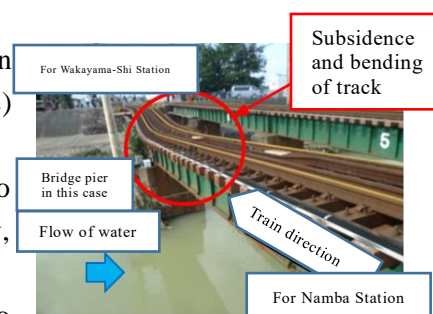 n
For Wakayama-Shi Station
Subsidence
and bending
of track
)
5
Bridge pier
in this case
o
,
Flow of water
Train direction
For Namba Station